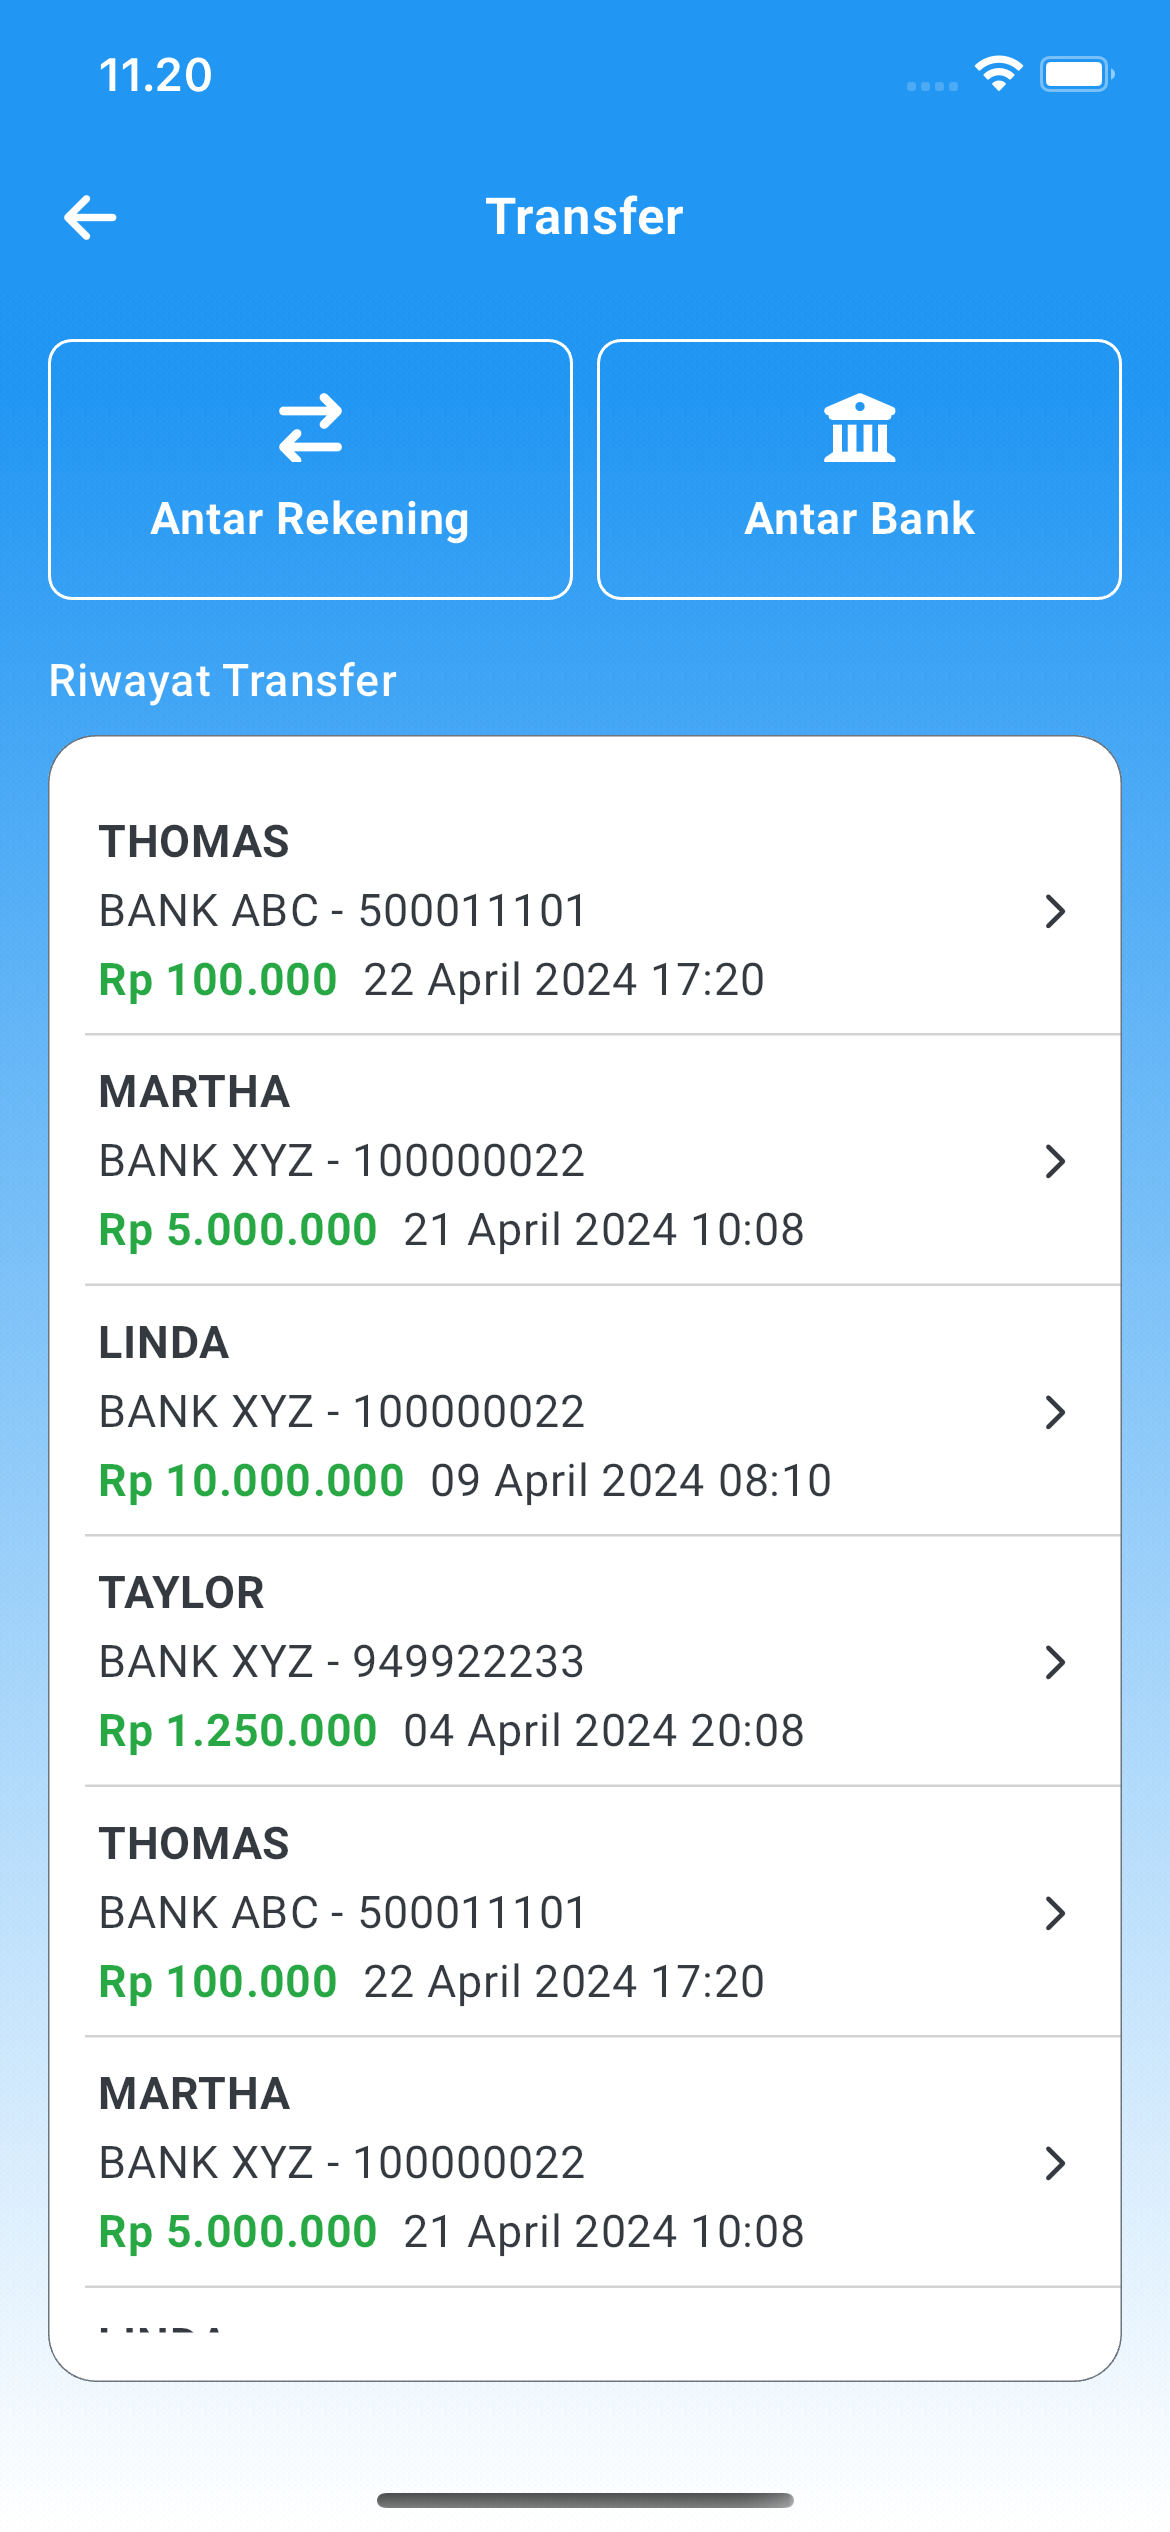 11.20
Transfer
Antar Rekening
Antar Bank
Riwayat Transfer
THOMAS
BANK ABC - 500011101
Rp 100.000 22 April 2024 17:20
MARTHA
BANK XYZ - 100000022
Rp 5.000.000 21 April 2024 10:08
LINDA
BANK XYZ - 100000022
Rp 10.000.000 09 April 2024 08:10
TAYLOR
BANK XYZ - 949922233
Rp 1.250.000 04 April 2024 20:08
THOMAS
BANK ABC - 500011101
Rp 100.000 22 April 2024 17:20
MARTHA
BANK XYZ - 100000022
Rp 5.000.000 21 April 2024 10:08